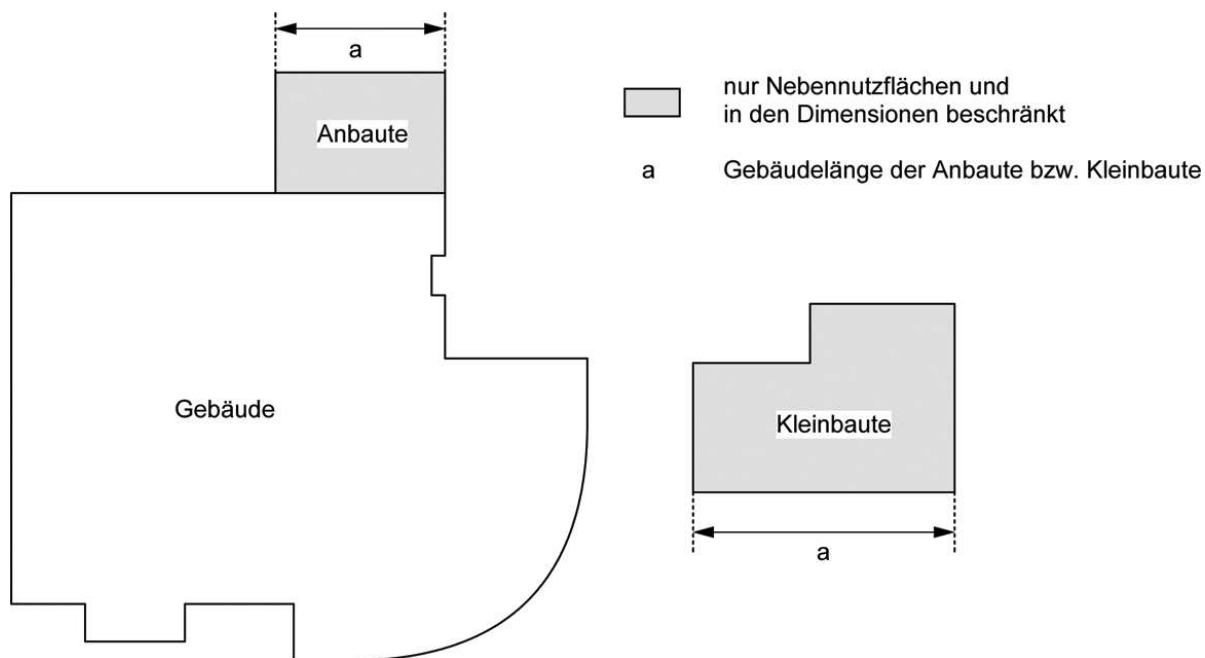 a
Anbaute
nur Nebennutzflächen und
in den Dimensionen beschränkt
a Gebäudelänge der Anbaute bzw. Kleinbaute
Gebäude
Kleinbaute
a